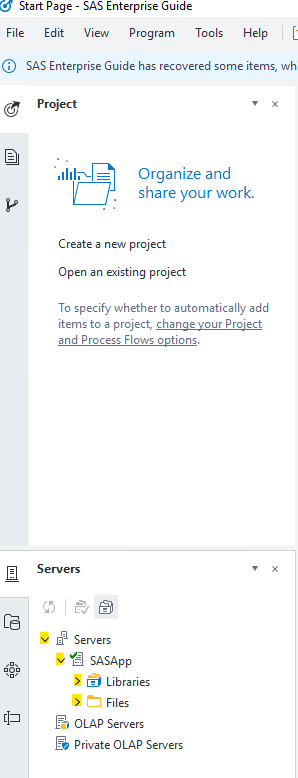 Start Page - SAS Enterprise Guide
File Edit View Program Tools Help
SAS Enterprise Guide has recovered some items, wh
Project
Organize and
share your work.
Create a new project
Open an existing project
To specify whether to automatically add
items to a project, change your Project
and Process Flows options.
Servers
Servers
SASApp
Libraries
Files
OLAP Servers
Private OLAP Servers